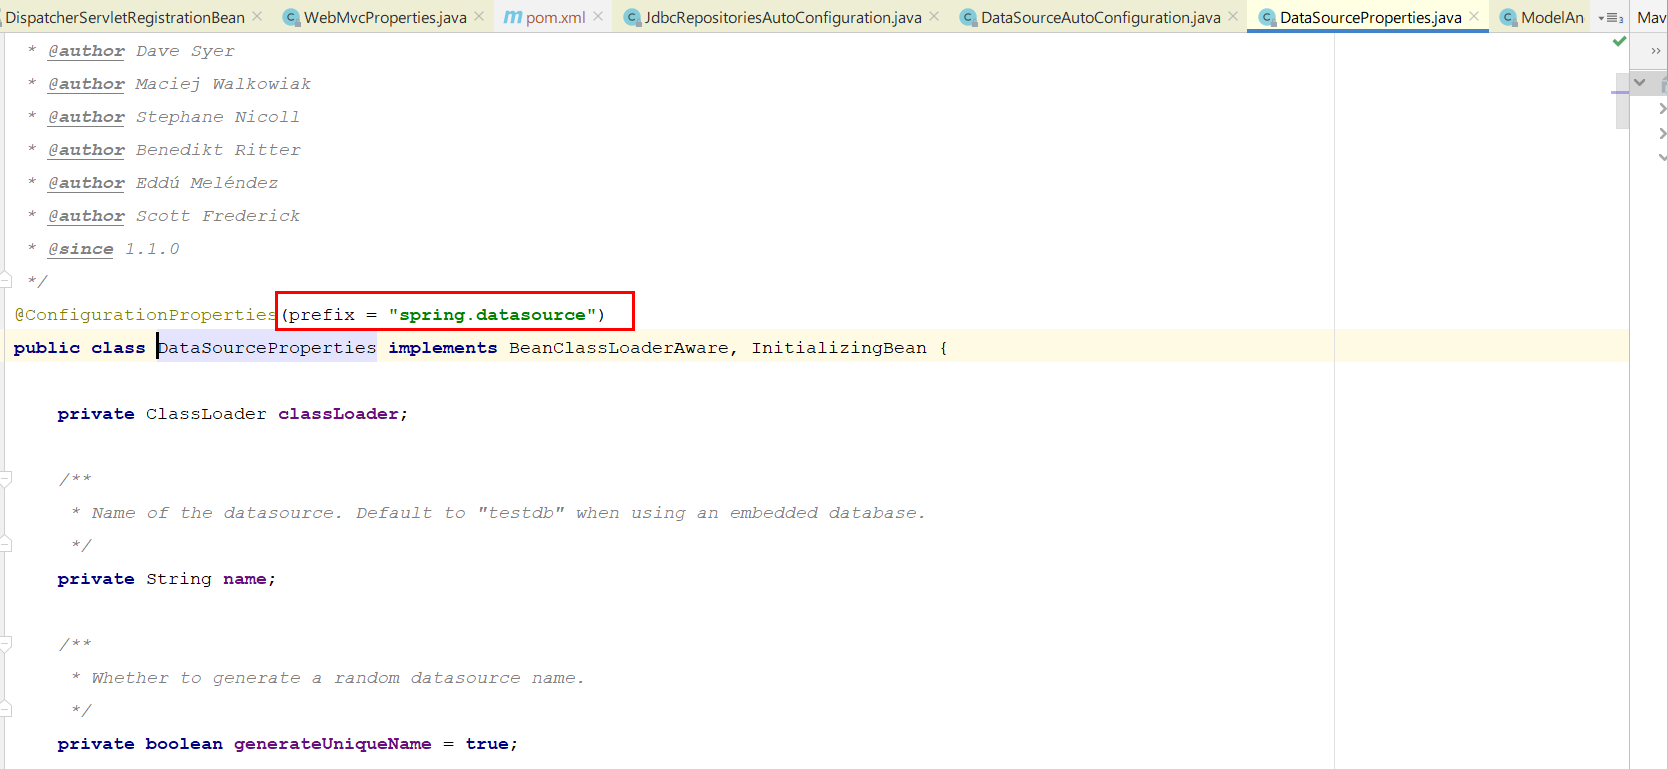 DispatcherServletRegistrationBean WebMvcProperties.java pom.xml JdbcRepositoriesAutoConfiguration.java DataSourceAutoConfiguration.java DataSourceProperties.java ModelAn Mav
* @author Dave Syer
* @author Maciej Walkowiak
* @author Stephane Nicoll
* @author Benedikt Ritter
* @author Eddú Meléndez
* @author Scott Frederick
* @since 1.1.0
*/
@ConfigurationProperties(prefix = "spring.datasource")
public class DataSourceProperties implements BeanClassLoaderAware, InitializingBean {
private ClassLoader classLoader;
/**
* Name of the datasource. Default to "testdb" when using an embedded database.
*/
private String name;
/**
* Whether to generate a random datasource name.
*/
private boolean generateUniqueName = true;